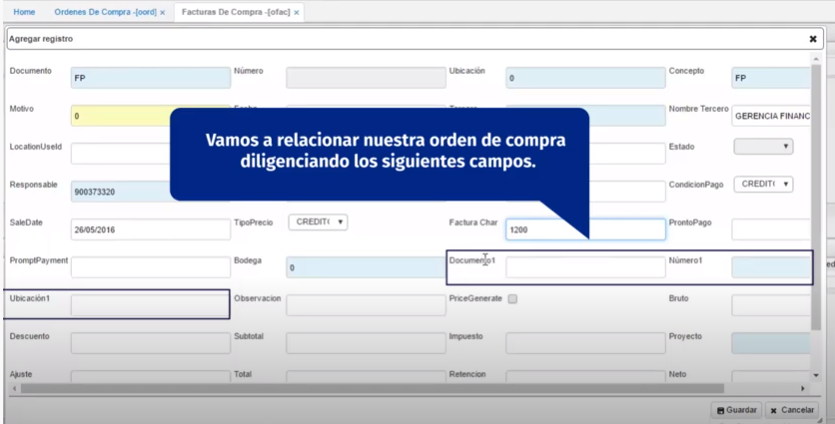 Home Ordenes De Compra -[oord] x Facturas De Compra -[ofac] x
Agregar registro
Documento FP Número Ubicación 0 Concepto FP
Motivo 0 Nombre Tercero GERENCIA FINANC
Vamos a relacionar nuestra orden de compra
diligenciando los siguientes campos.
LocationUseId Estado
Responsable 900373320 CondicionPago CREDIT(
SaleDate 26/05/2016 TipoPrecio CREDIT( Factura Char 1200 ProntoPago
PromptPayment Bodega 0 Documento1 Número1
Ubicación1 Observacion PriceGenerate Bruto
Descuento Subtotal Impuesto Proyecto
Ajuste Total Retencion Neto
Guardar x Cancelar